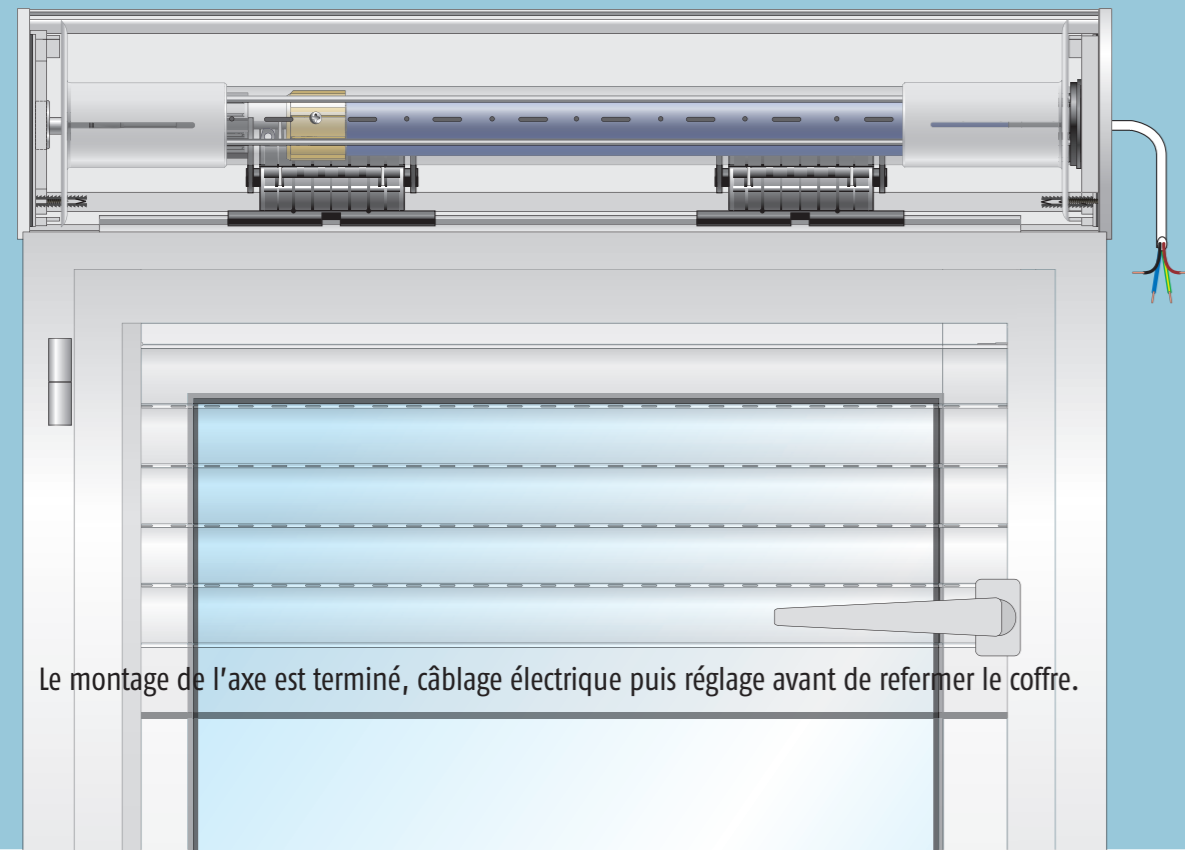 Le montage de l'axe est terminé, câblage électrique puis réglage avant de refermer le coffre.